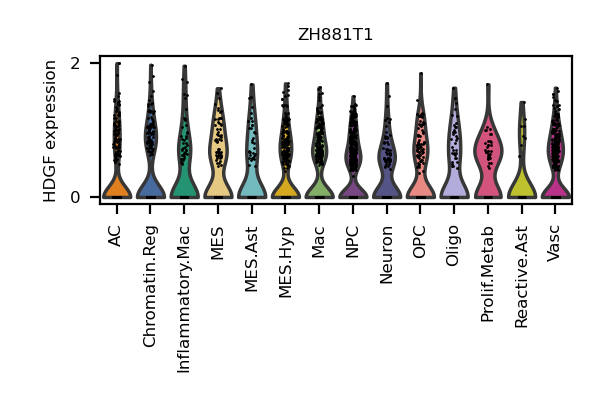 ZH881T1
HDGF expression
2
0
AC
Chromatin.Reg
Inflammatory.Mac
MES
MES.Ast
MES.Hyp
Mac
NPC
Neuron
OPC
Oligo
Prolif.Metab
Reactive.Ast
Vasc